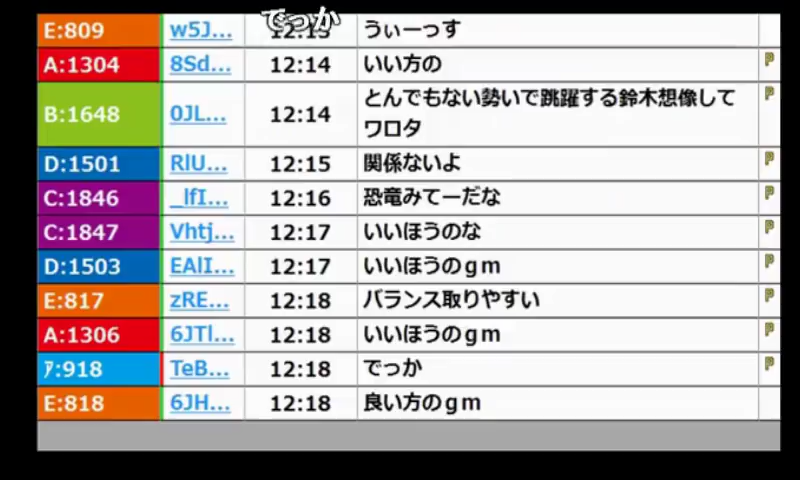 でっか
E:809 w5J... 12:13 うぃーっす
A:1304 8Sd... 12:14 いい方の P
B:1648 0JL... 12:14 とんでもない勢いで跳躍する鈴木想像して P
ワロタ
D:1501 RlU... 12:15 関係ないよ P
C:1846 _lfI... 12:16 恐竜みてーだな P
C:1847 Vhtj... 12:17 いいほうのな P
D:1503 EAlI... 12:17 いいほうのｇｍ P
E:817 zRE... 12:18 バランス取りやすい P
A:1306 6JTl... 12:18 いいほうのｇｍ P
ｱ:918 TeB... 12:18 でっか P
E:818 6JH... 12:18 良い方のｇｍ